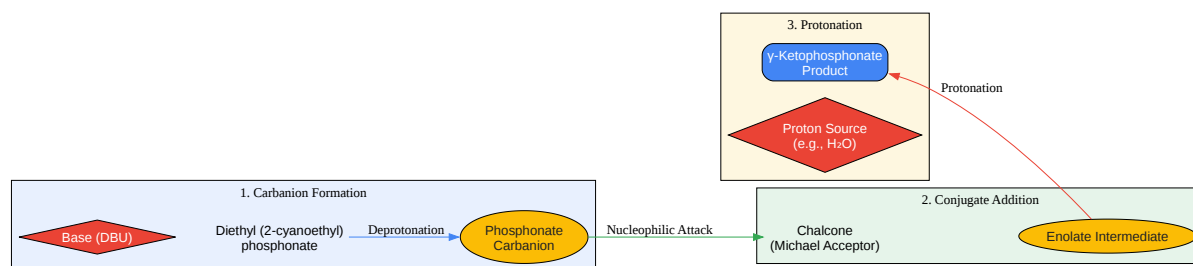 3. Protonation
γ-Ketophosphonate
Product
Protonation
Proton Source
(e.g., H₂O)
1. Carbanion Formation
Base (DBU)
Diethyl (2-cyanoethyl)
phosphonate
Deprotonation
Phosphonate
Carbanion
Nucleophilic Attack
2. Conjugate Addition
Chalcone
(Michael Acceptor)
Enolate Intermediate